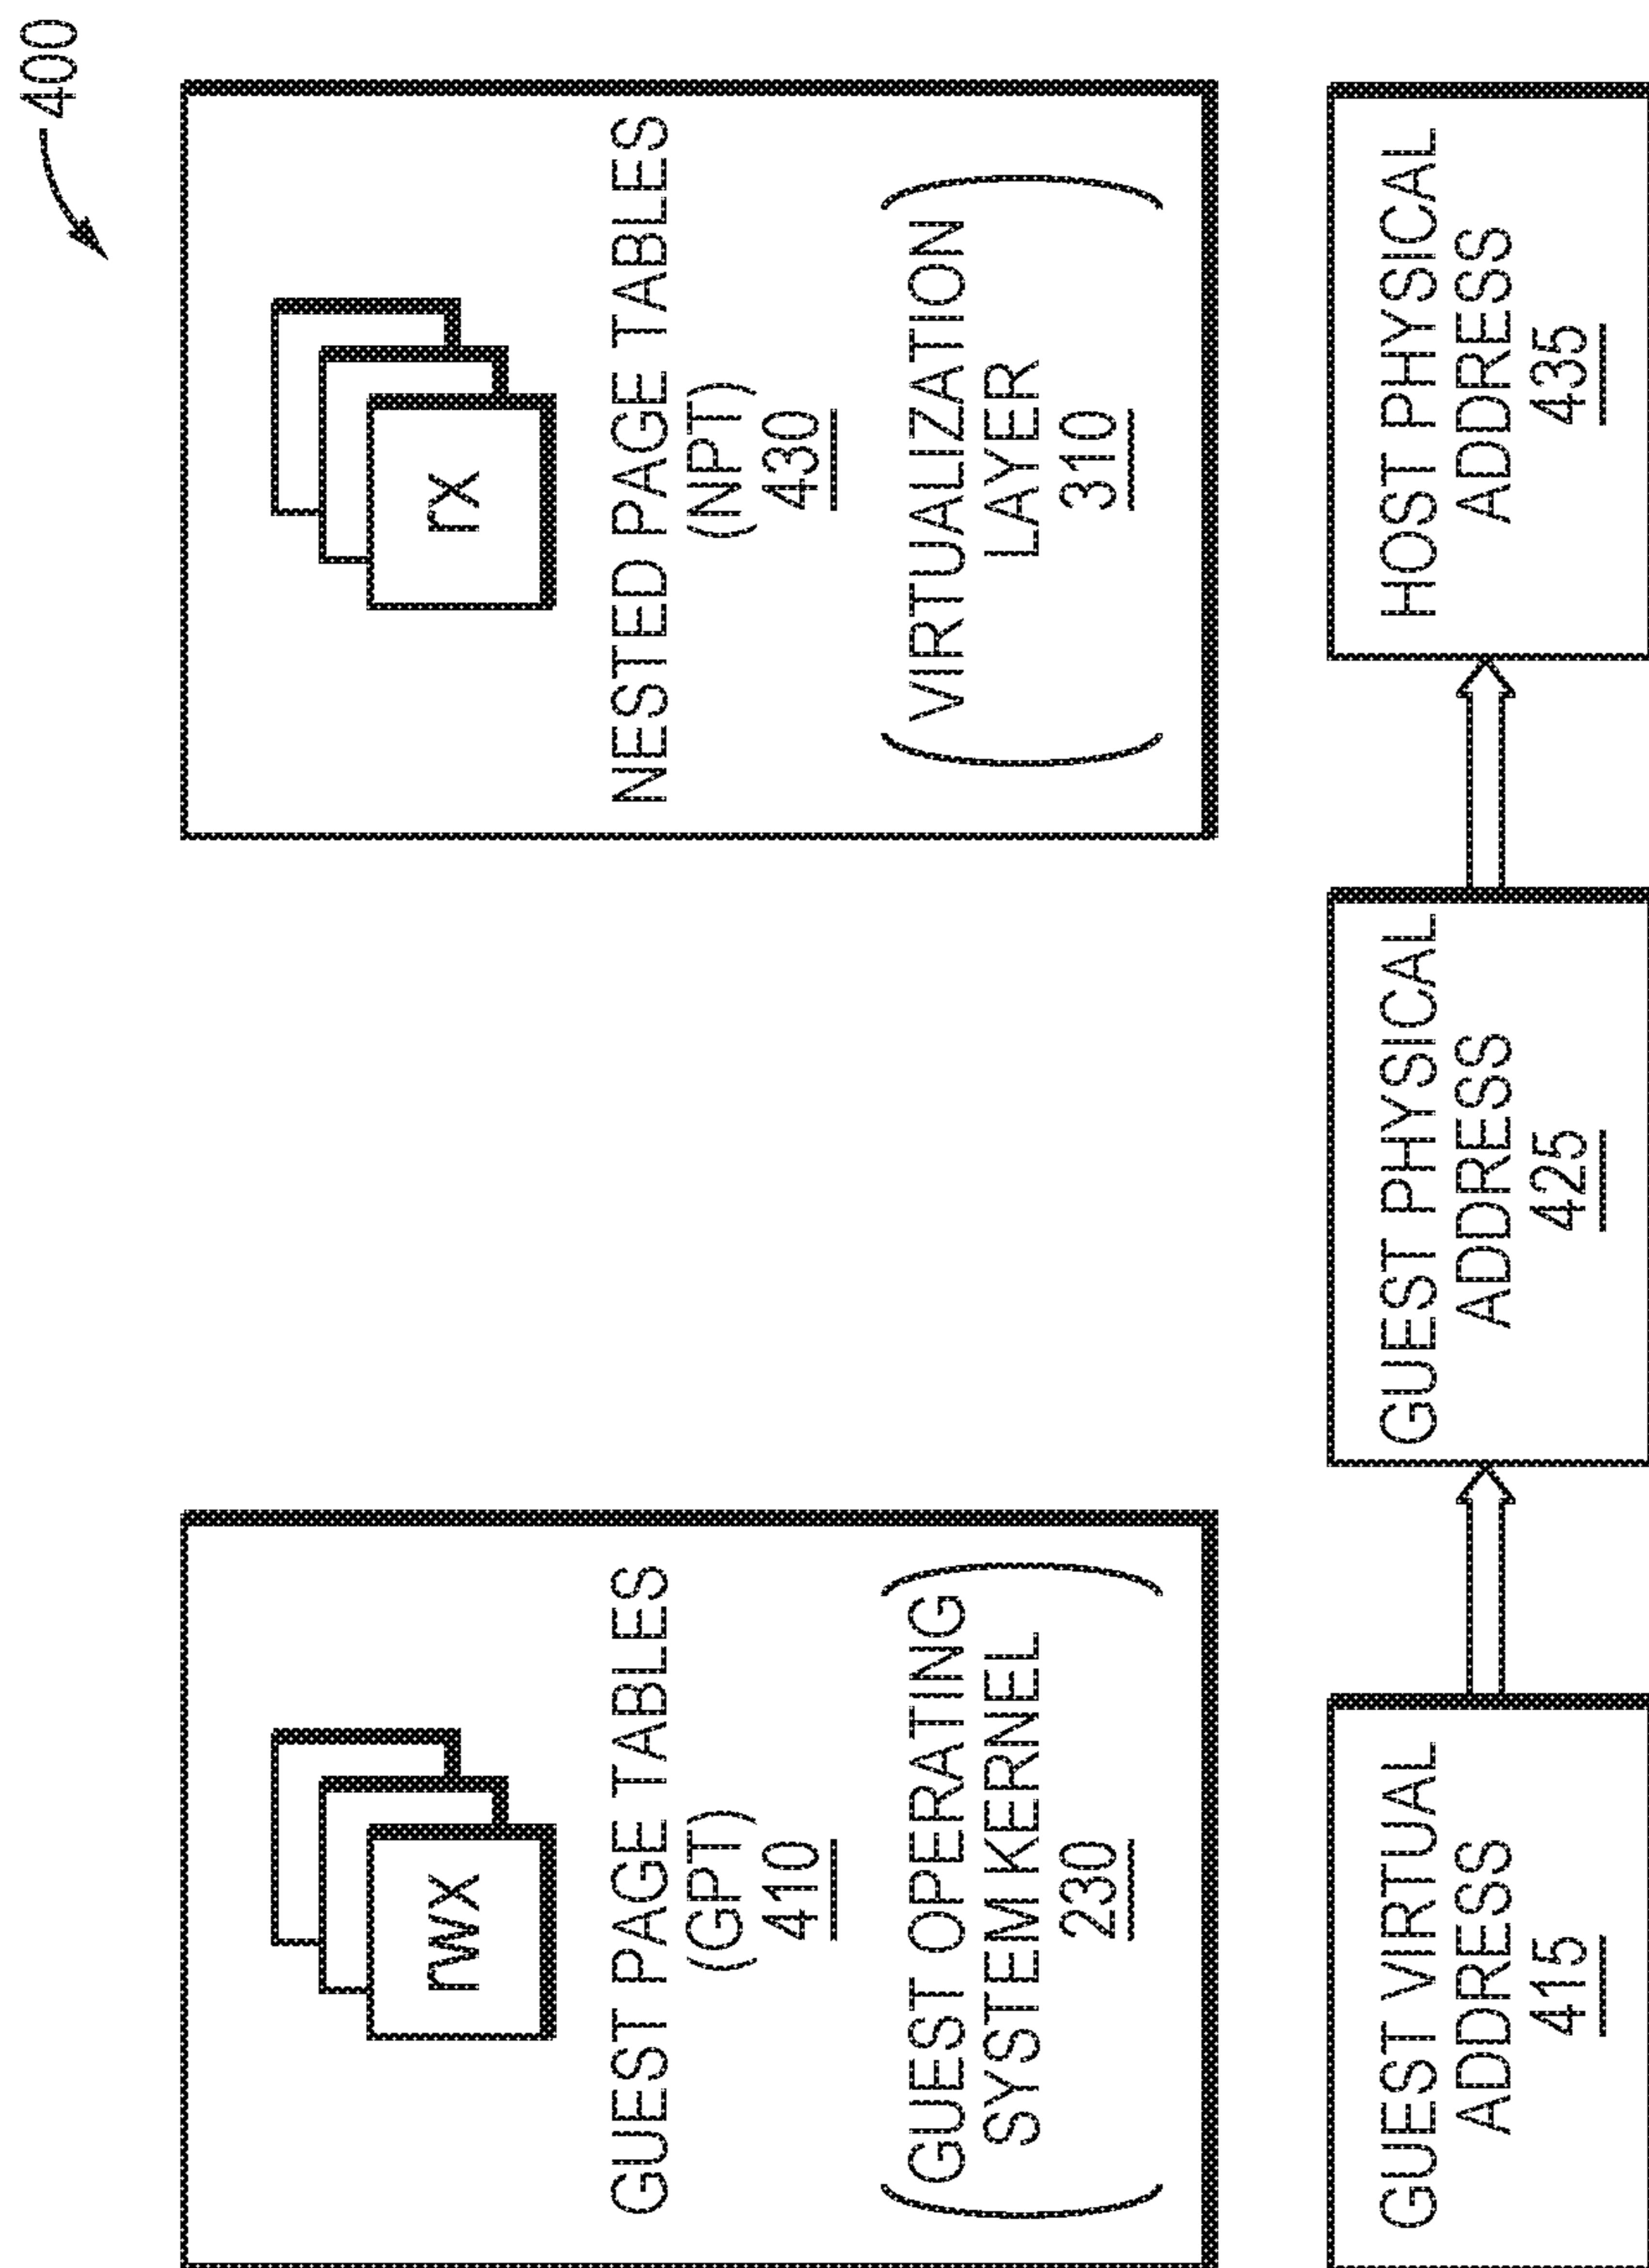 400
rwx
GUEST PAGE TABLES
(GPT)
410
(GUEST OPERATING
SYSTEM KERNEL
230)
rx
NESTED PAGE TABLES
(NPT)
430
(VIRTUALIZATION
LAYER
310)
GUEST VIRTUAL
ADDRESS
415
GUEST PHYSICAL
ADDRESS
425
HOST PHYSICAL
ADDRESS
435